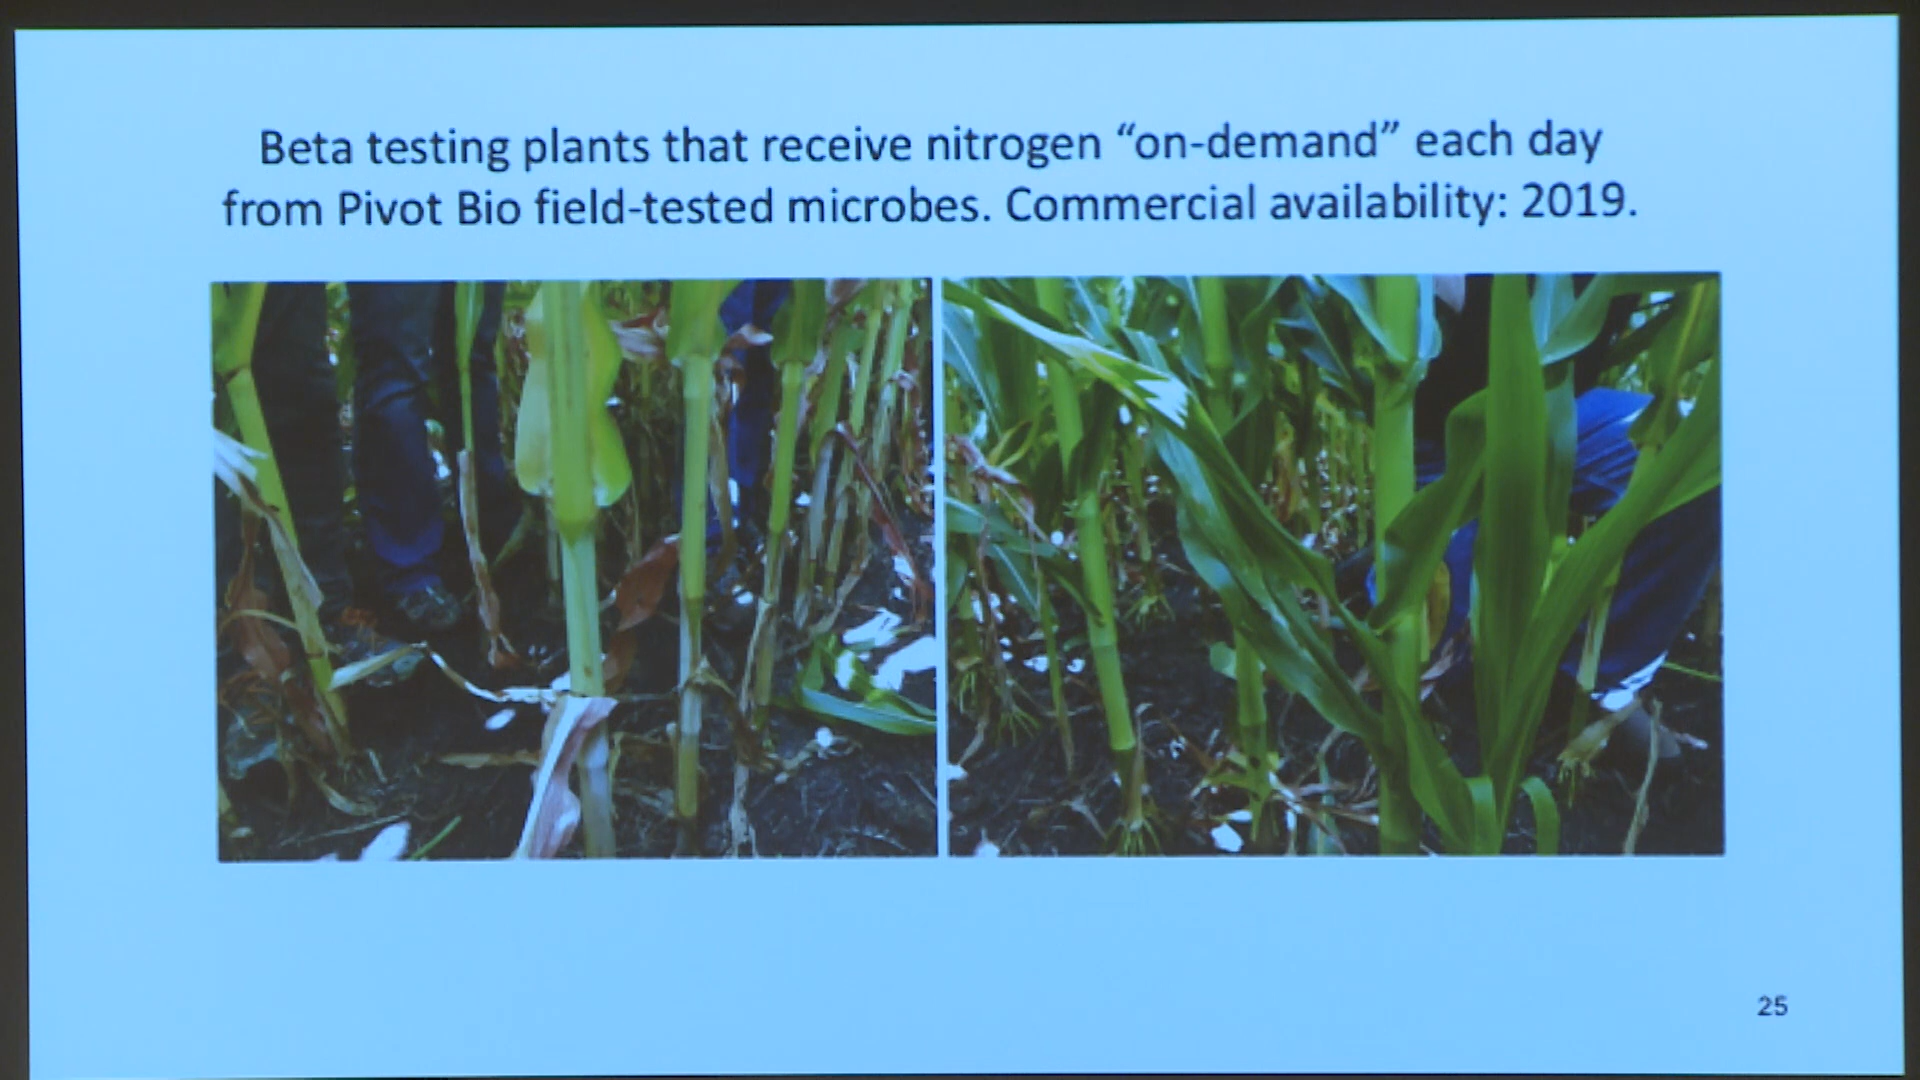 Beta testing plants that receive nitrogen “on-demand” each day
from Pivot Bio field-tested microbes. Commercial availability: 2019.
25